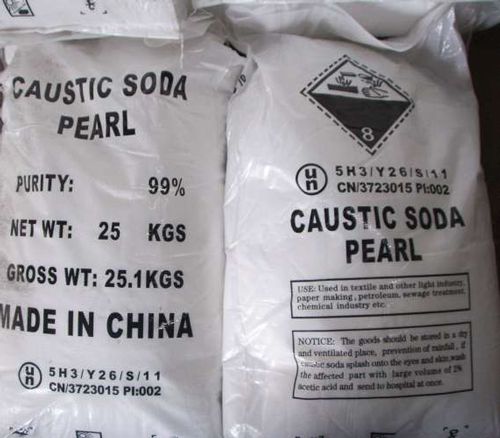 CAUSTIC SODA
PEARL
PURITY: 99%
NET WT: 25 KGS
GROSS WT: 25.1KGS
MADE IN CHINA
un 5H3/Y26/S/11
CN/3723015 PI:002
8
un 5H3/Y26/S/11
CN/3723015 PI:002
CAUSTIC SODA
PEARL
USE: Used in textile and other light industry,
paper making, petroleum, sewage treatment,
chemical industry etc.
NOTICE: The goods should be stored in a dry
and ventilated place, prevention of rainfall, if
caustic soda splash onto the eyes and skin,wash
the affected part with large volume of 2%
acetic acid and send to hospital at once.